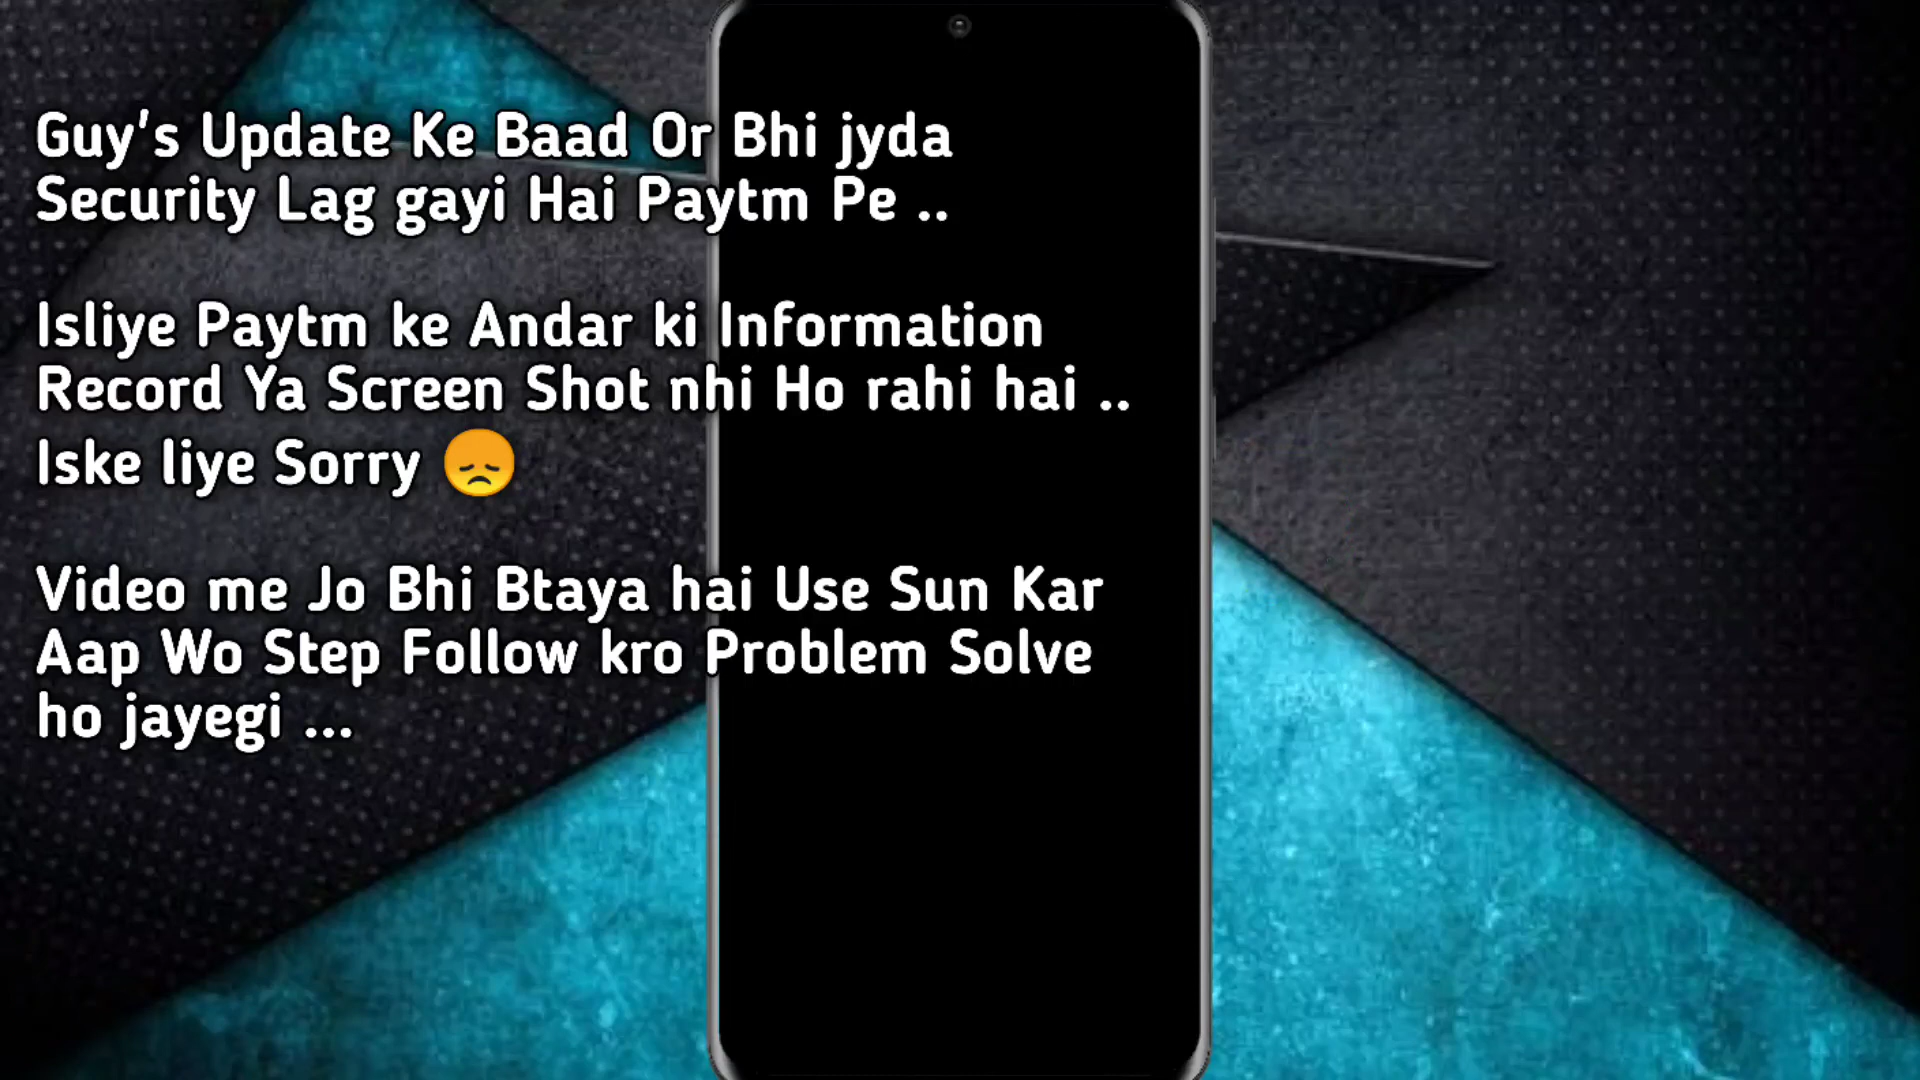 Guy's Update Ke Baad Or Bhi jyda
Security Lag gayi Hai Paytm Pe ..
Isliye Paytm ke Andar ki Information
Record Ya Screen Shot nhi Ho rahi hai ..
Iske liye Sorry 😞
Video me Jo Bhi Btaya hai Use Sun Kar
Aap Wo Step Follow kro Problem Solve
ho jayegi ...